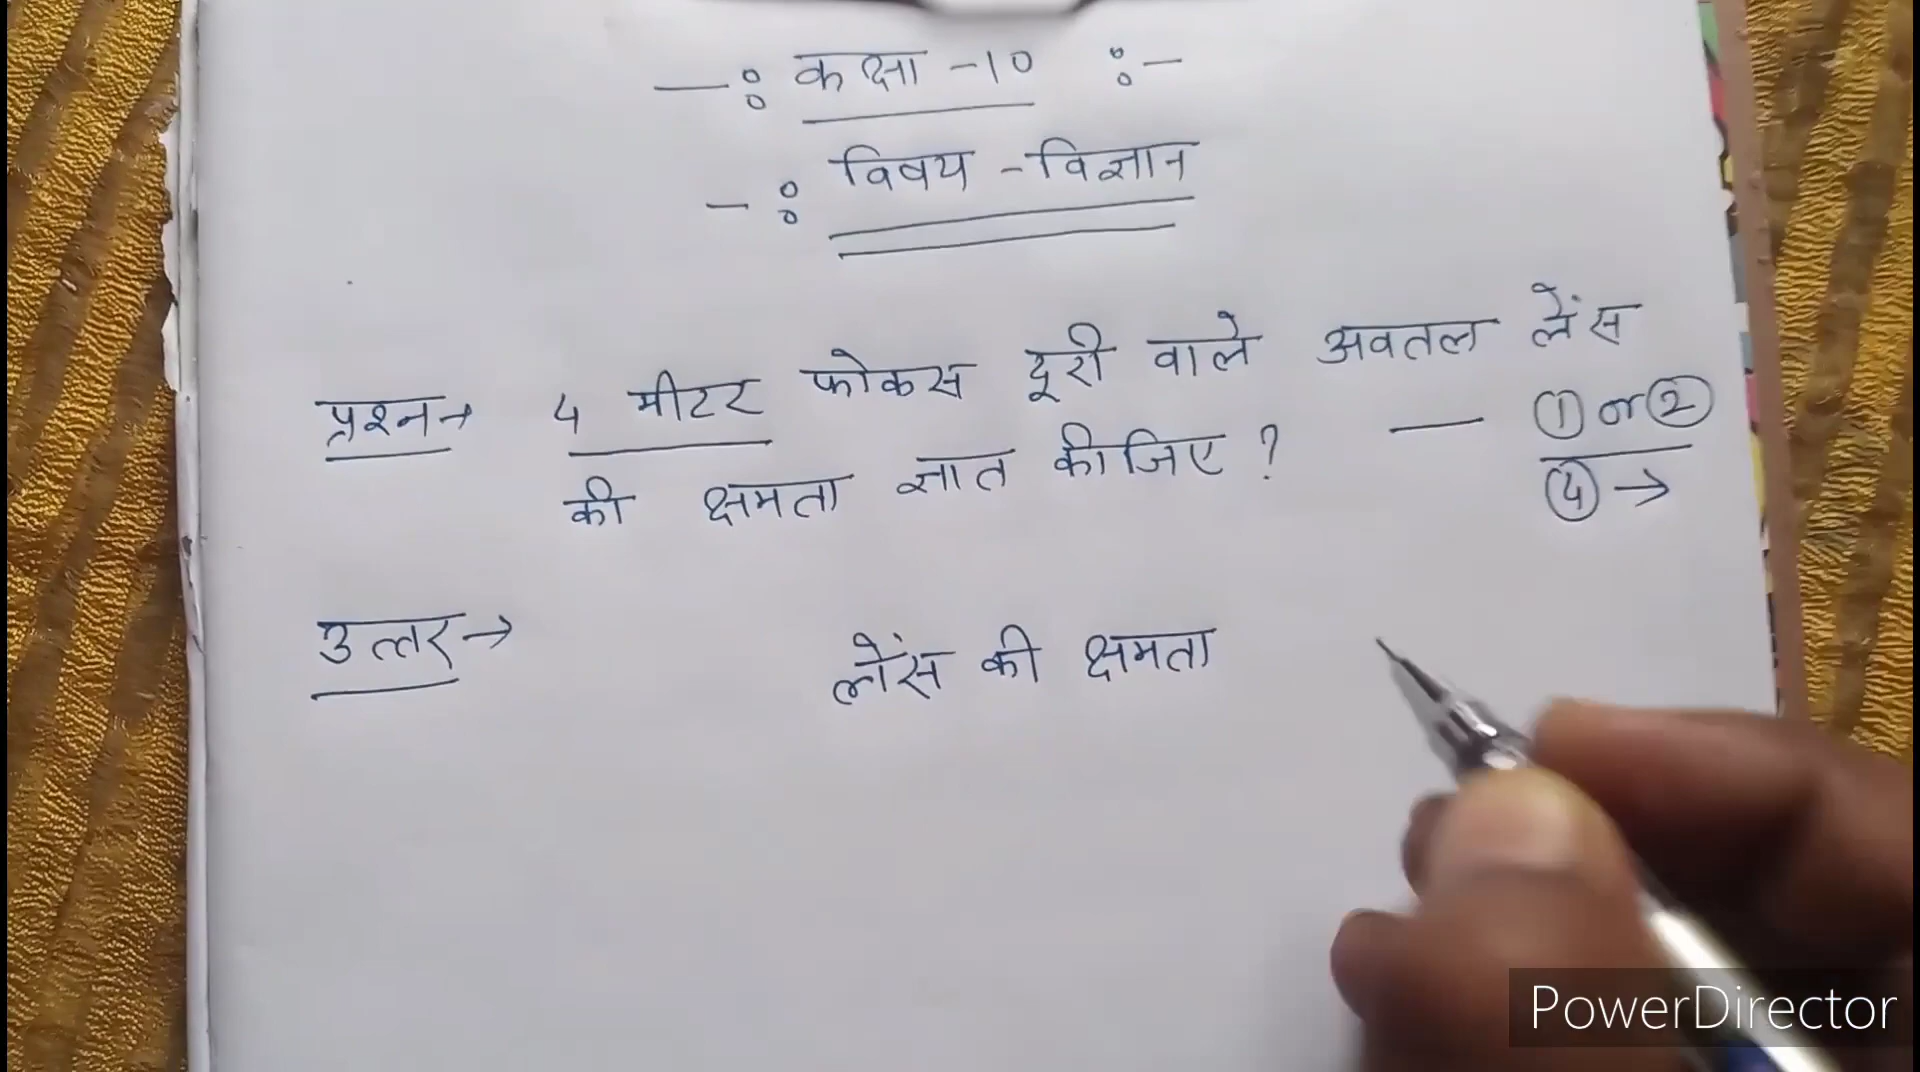 —: कक्षा -10 :-
-: विषय - विज्ञान
प्रश्न→ 4 मीटर फोकस दूरी वाले अवतल लेंस
की क्षमता ज्ञात कीजिए ? — ① or ②
④ →
उत्तर→ लेंस की क्षमता
PowerDirector